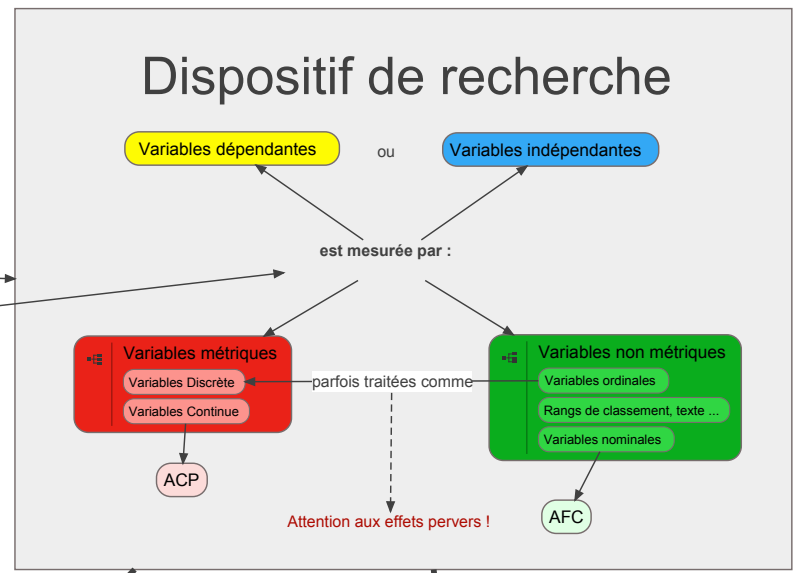 Dispositif de recherche
Variables dépendantes
ou
Variables indépendantes
est mesurée par :
Variables métriques
Variables Discrète
Variables Continue
parfois traitées comme
Variables non métriques
Variables ordinales
Rangs de classement, texte ...
Variables nominales
ACP
Attention aux effets pervers !
AFC